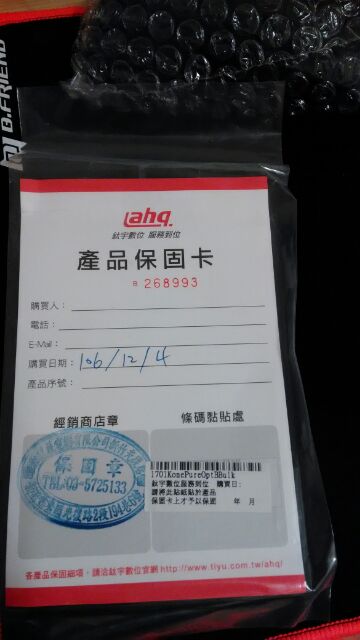 B.FRIEND
ahq
鈦宇數位 服務到位
產品保固卡
B 268993
購買人：
電話：
E-Mail：
購買日期：106/12/4
產品序號：
經銷商店章
條碼黏貼處
保固章
TEL:03-5725133
1701KonePureOptBBulk
鈦宇數位服務到位 購買日:
請將此貼紙貼於產品
保固卡上才予以保固 年 月
各產品保固細項，請洽鈦宇數位官網 http://www.tiyu.com.tw/ahq/